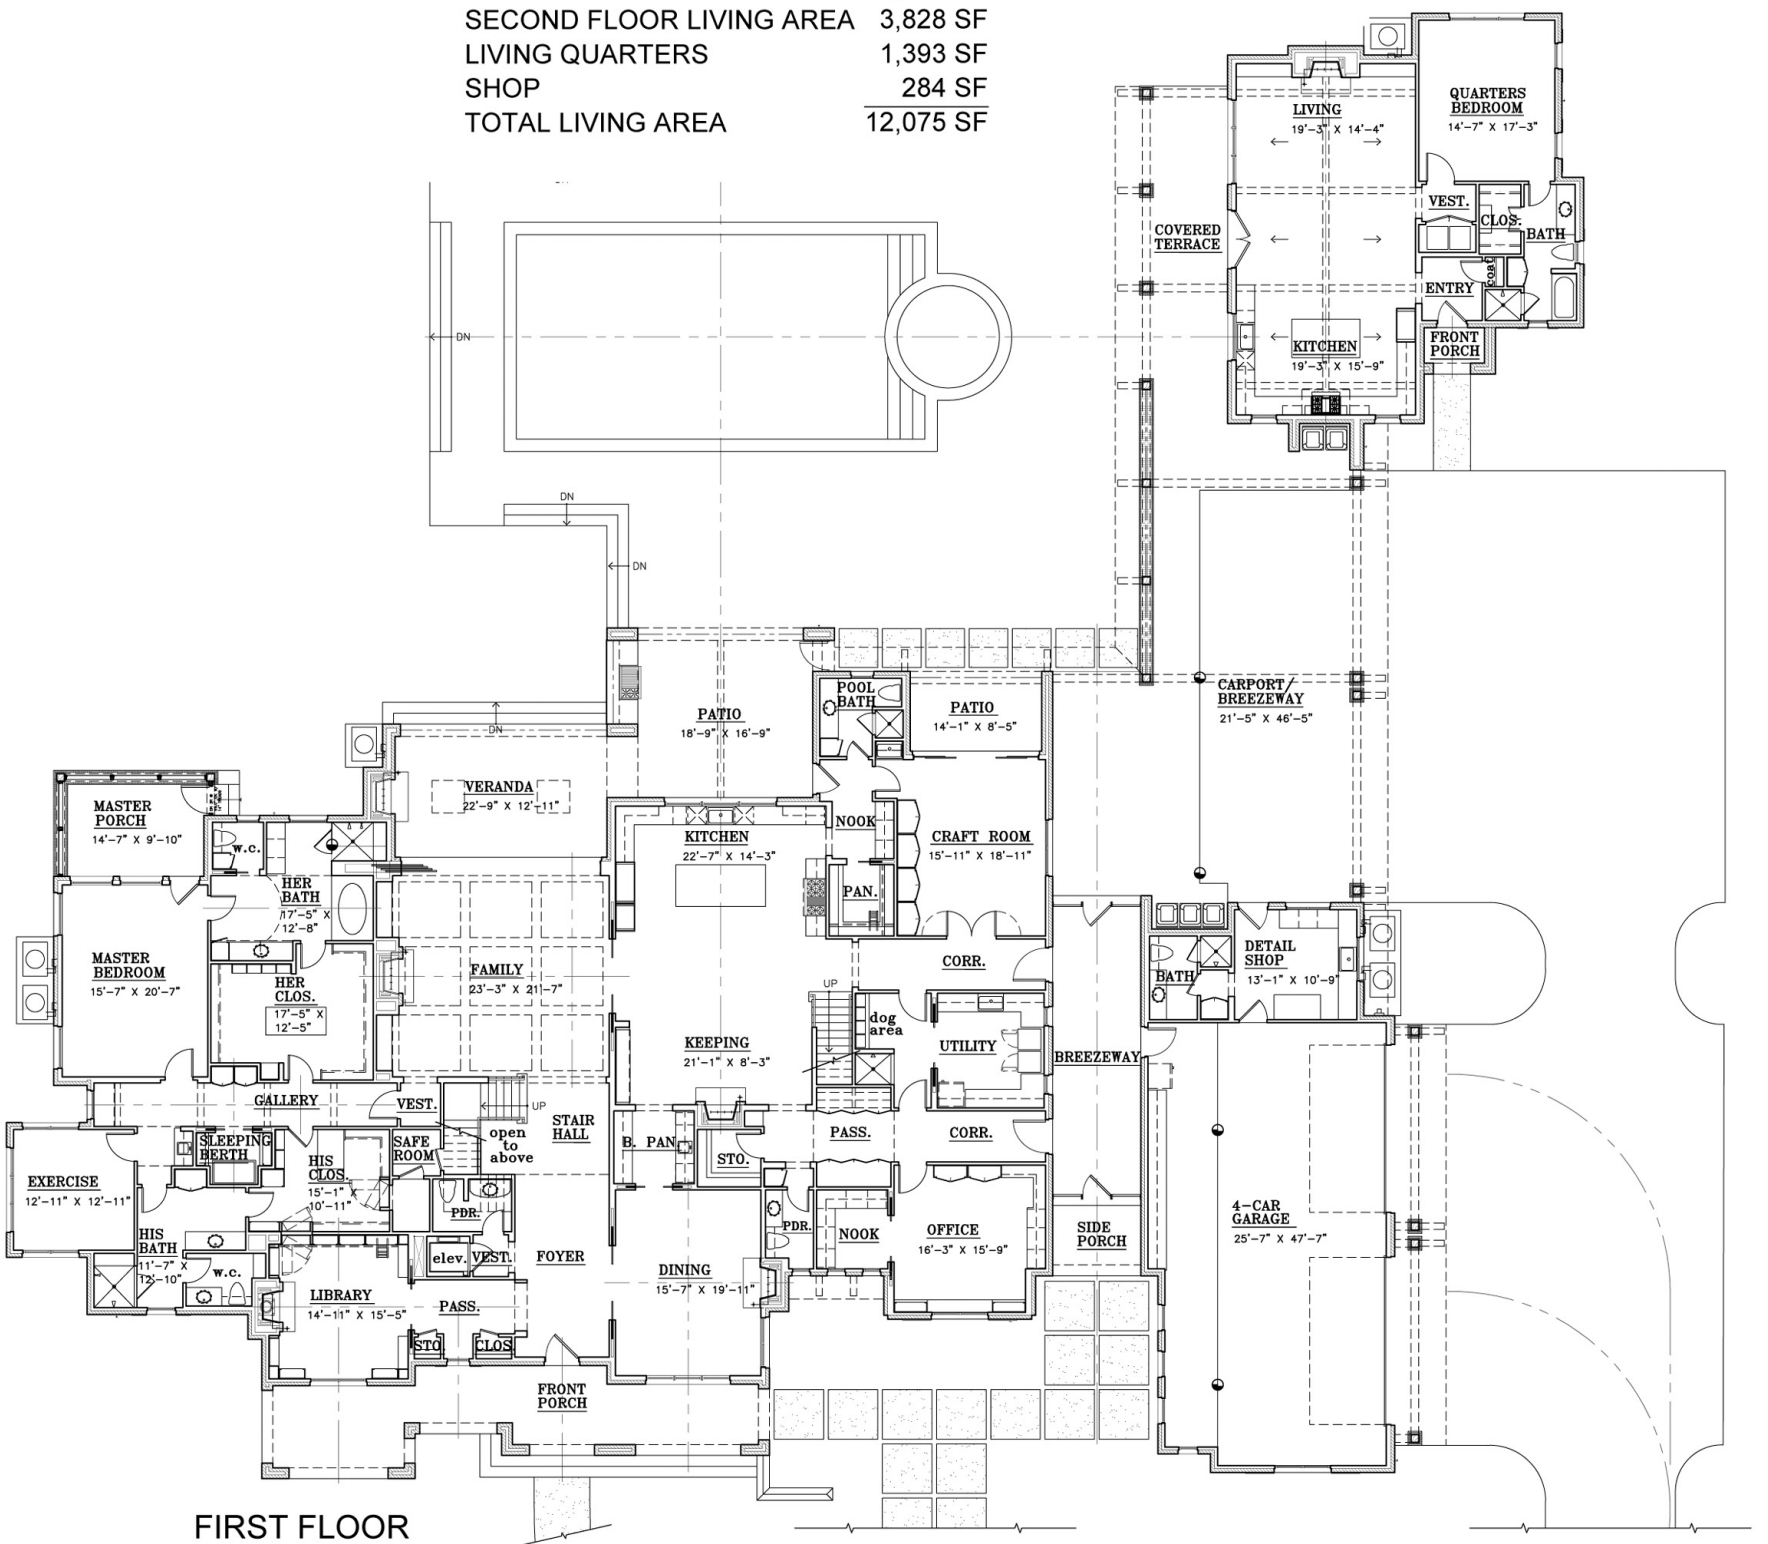 SECOND FLOOR LIVING AREA 3,828 SF
LIVING QUARTERS 1,393 SF
SHOP 284 SF
TOTAL LIVING AREA 12,075 SF
QUARTERS
BEDROOM
14'-7" X 17'-3"
LIVING
19'-3" X 14'-4"
VEST.
CLOS.
BATH
COVERED
TERRACE
coat
ENTRY
FRONT
PORCH
KITCHEN
19'-3" X 15'-9"
DN
DN
DN
DN
CARPORT/
BREEZEWAY
21'-5" X 46'-5"
POOL
BATH
PATIO
18'-9" X 16'-9"
PATIO
14'-1" X 8'-5"
VERANDA
22'-9" X 12'-11"
MASTER
PORCH
14'-7" X 9'-10"
W.C.
KITCHEN
22'-7" X 14'-3"
NOOK
CRAFT ROOM
15'-11" X 18'-11"
PAN.
HER
BATH
17'-5" X
12'-8"
MASTER
BEDROOM
15'-7" X 20'-7"
HER
CLOS.
17'-5" X
12'-5"
FAMILY
23'-3" X 21'-7"
CORR.
UP
DETAIL
SHOP
13'-1" X 10'-9"
BATH
dog
area
UTILITY
KEEPING
21'-1" X 8'-3"
BREEZEWAY
GALLERY
VEST.
UP
STAIR
HALL
open
to
above
SAFE
ROOM
SLEEPING
BERTH
B. PAN.
STO.
PASS.
CORR.
EXERCISE
12'-11" X 12'-11"
HIS
CLOS.
15'-1" X
10'-11"
PDR.
HIS
BATH
11'-7" X
12'-10"
W.C.
elev.
VEST.
FOYER
PDR.
NOOK
OFFICE
16'-3" X 15'-9"
SIDE
PORCH
4-CAR
GARAGE
25'-7" X 47'-7"
LIBRARY
14'-11" X 15'-5"
PASS.
DINING
15'-7" X 19'-11"
STO.
CLOS.
FRONT
PORCH
FIRST FLOOR